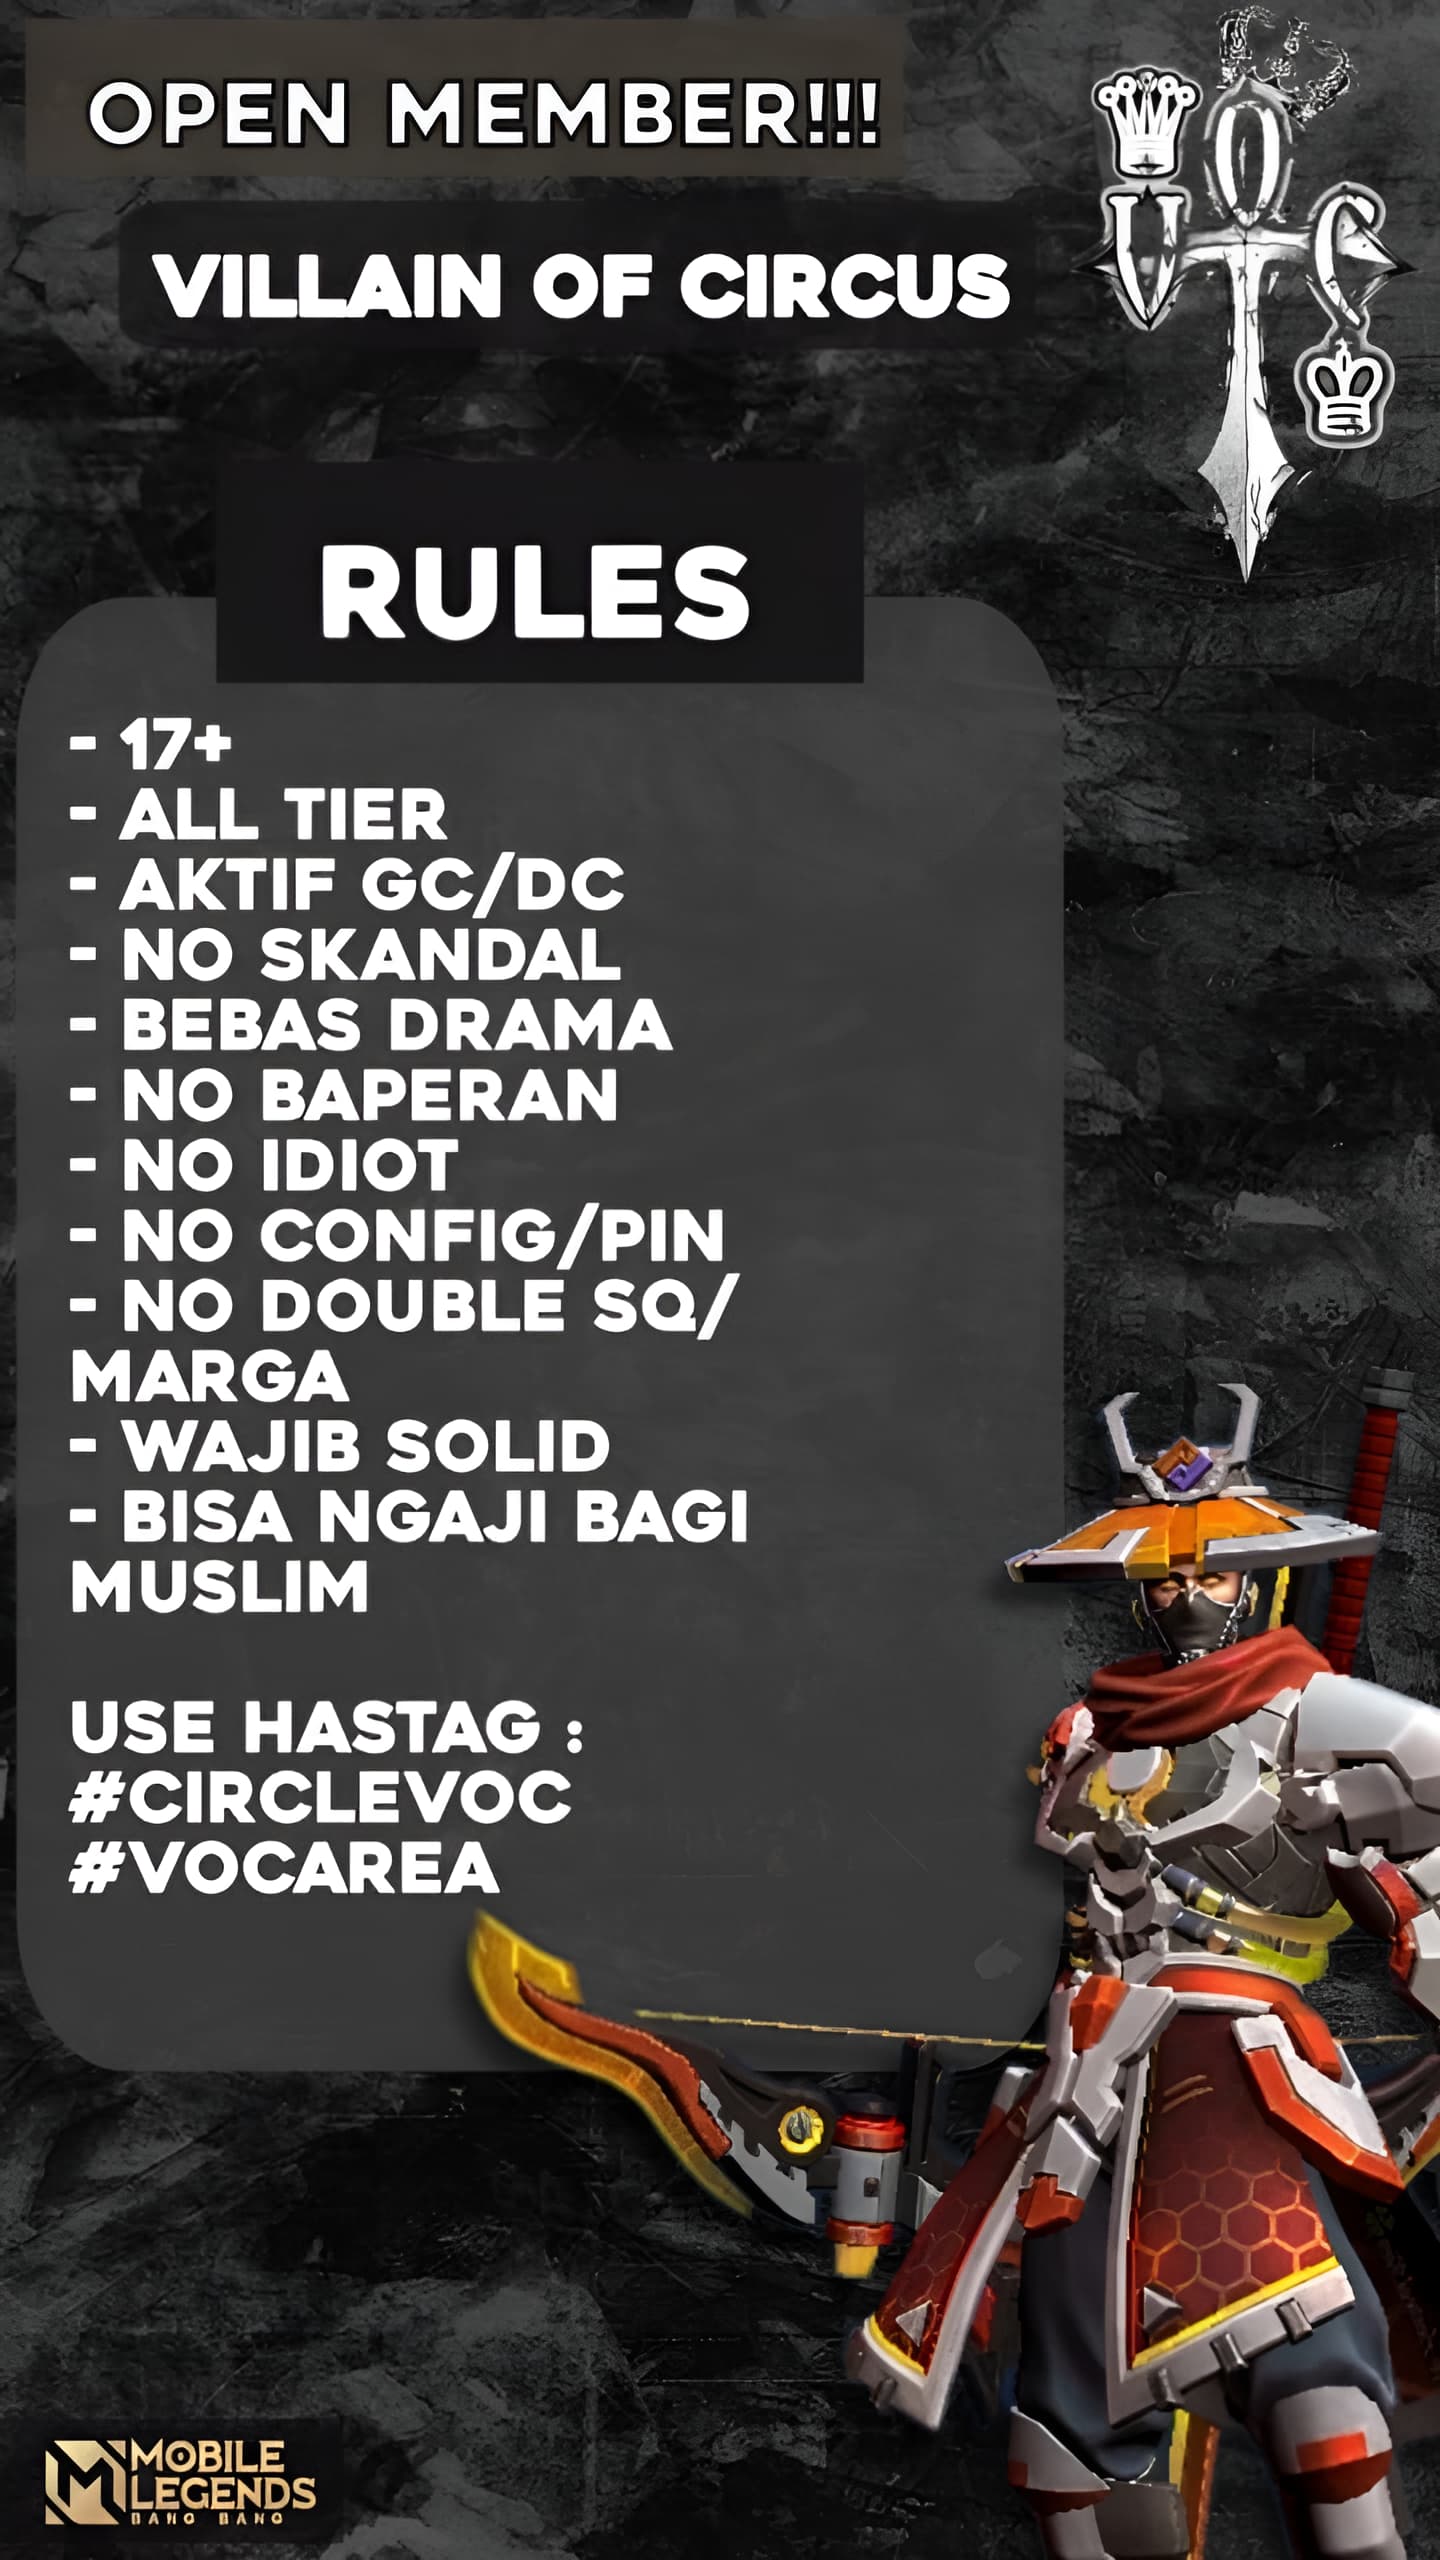 OPEN MEMBER!!!
VILLAIN OF CIRCUS
VOC
RULES
- 17+
- ALL TIER
- AKTIF GC/DC
- NO SKANDAL
- BEBAS DRAMA
- NO BAPERAN
- NO IDIOT
- NO CONFIG/PIN
- NO DOUBLE SQ/
MARGA
- WAJIB SOLID
- BISA NGAJI BAGI
MUSLIM
USE HASTAG :
#CIRCLEVOC
#VOCAREA
MOBILE
LEGENDS
BANG BANG